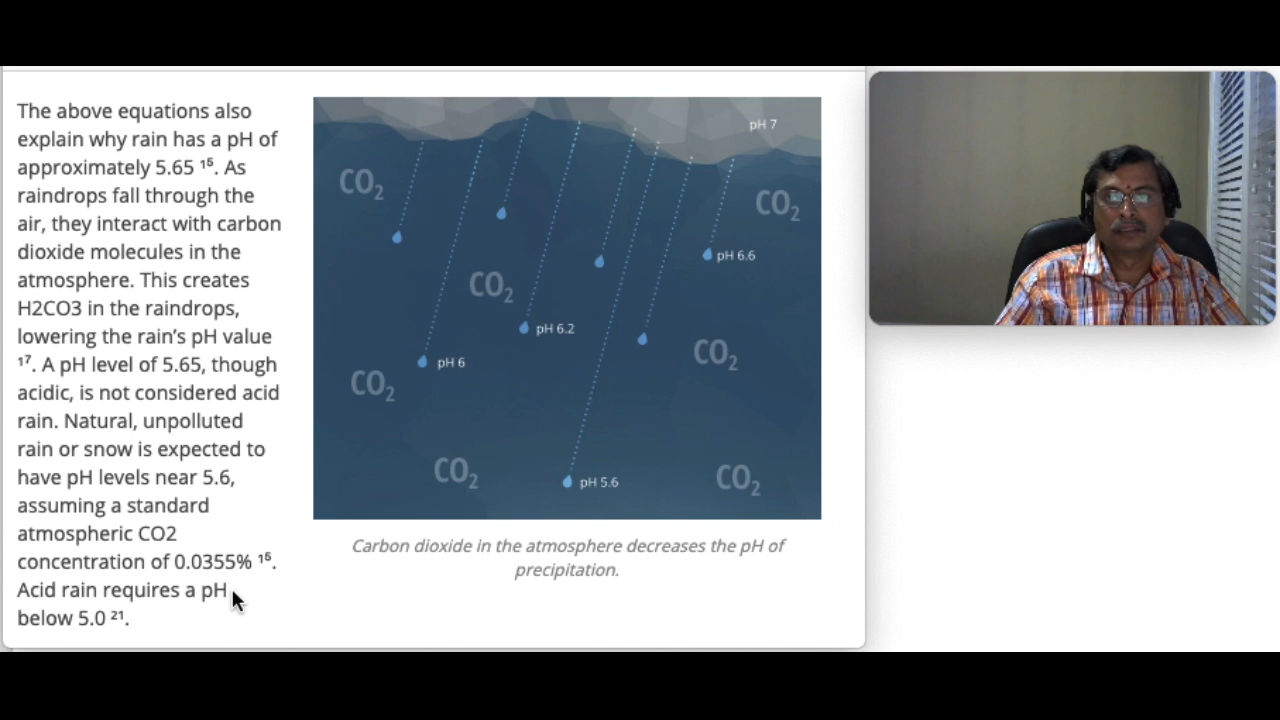 The above equations also
explain why rain has a pH of
approximately 5.65 ¹⁵. As
raindrops fall through the
air, they interact with carbon
dioxide molecules in the
atmosphere. This creates
H2CO3 in the raindrops,
lowering the rain’s pH value
¹⁷. A pH level of 5.65, though
acidic, is not considered acid
rain. Natural, unpolluted
rain or snow is expected to
have pH levels near 5.6,
assuming a standard
atmospheric CO2
concentration of 0.0355% ¹⁵.
Acid rain requires a pH
below 5.0 ²¹.
pH 7
CO₂
CO₂
pH 6.6
CO₂
pH 6.2
CO₂
pH 6
CO₂
CO₂
CO₂
pH 5.6
Carbon dioxide in the atmosphere decreases the pH of
precipitation.